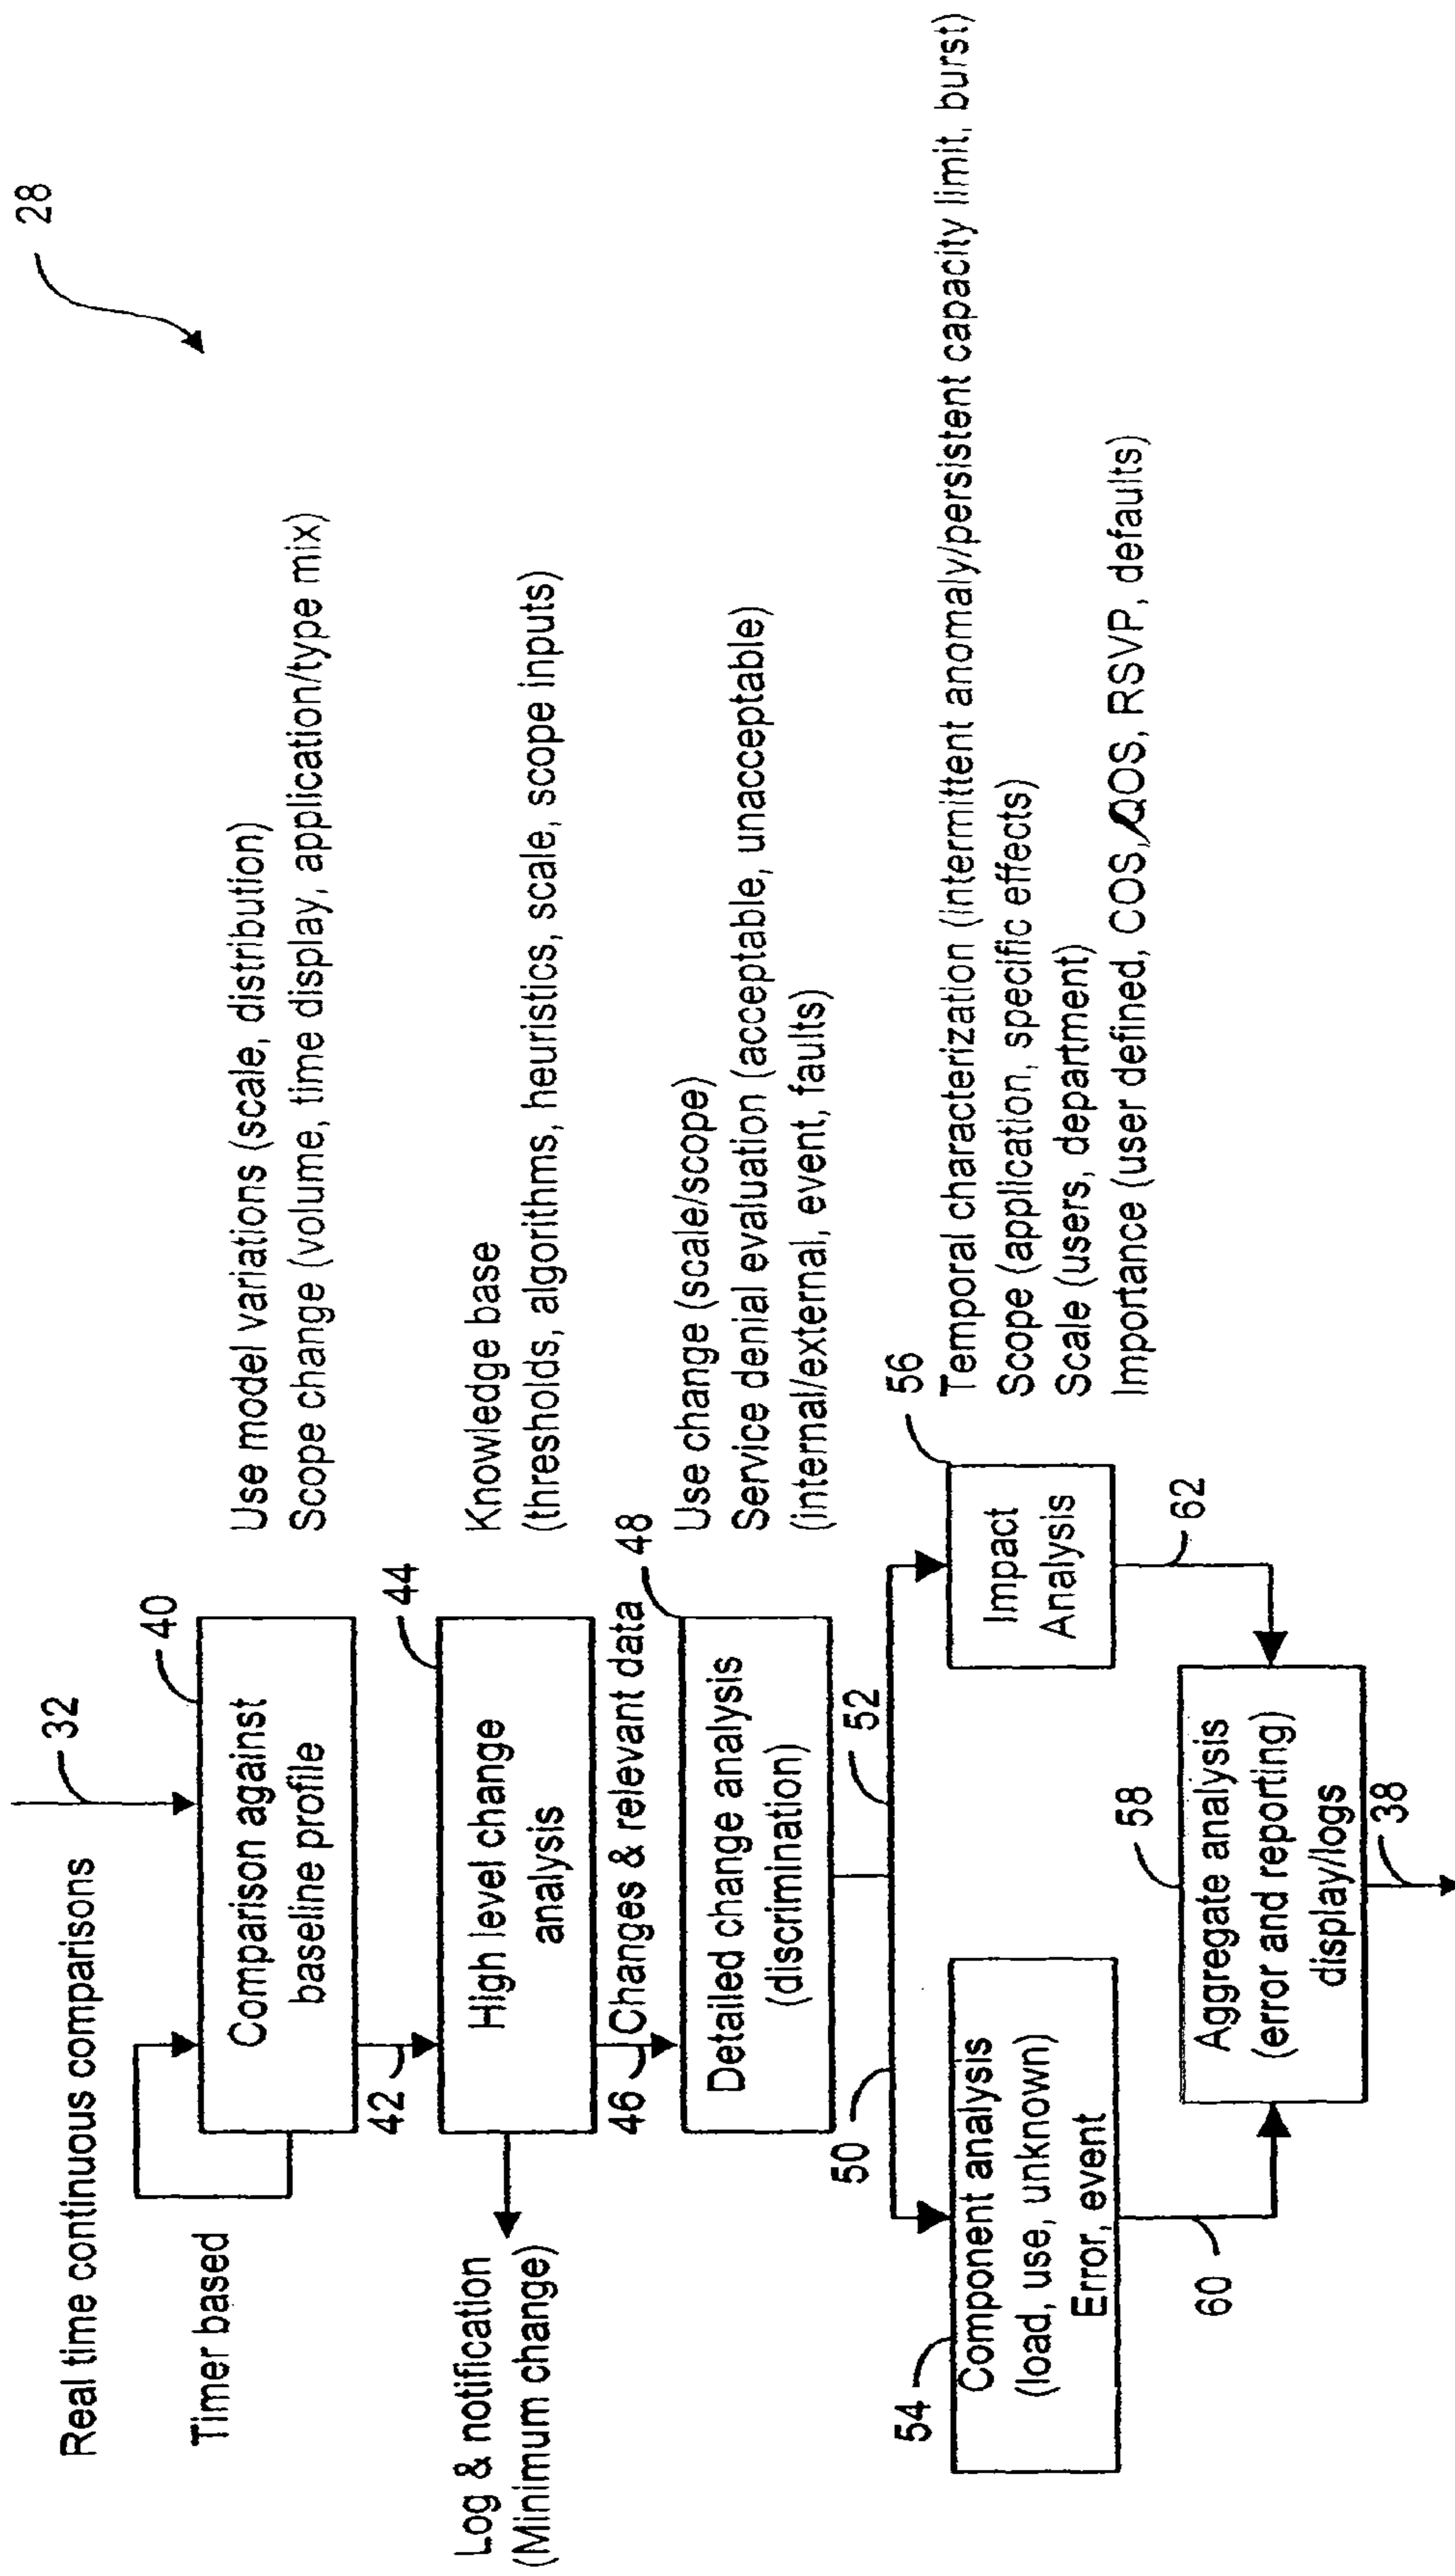 28
Real time continuous comparisons
32
Timer based
40
Comparison against
baseline profile
Use model variations (scale, distribution)
Scope change (volume, time display, application/type mix)
42
44
High level change
analysis
Knowledge base
(thresholds, algorithms, heuristics, scale, scope inputs)
Log & notification
(Minimum change)
46
Changes & relevant data
48
Detailed change analysis
(discrimination)
Use change (scale/scope)
Service denial evaluation (acceptable, unacceptable)
(internal/external, event, faults)
50
52
54
Component analysis
(load, use, unknown)
Error, event
56
Impact
Analysis
Temporal characterization (intermittent anomaly/persistent capacity limit, burst)
Scope (application, specific effects)
Scale (users, department)
Importance (user defined, COS, QOS, RSVP, defaults)
58
Aggregate analysis
(error and reporting)
display/logs
60
62
38